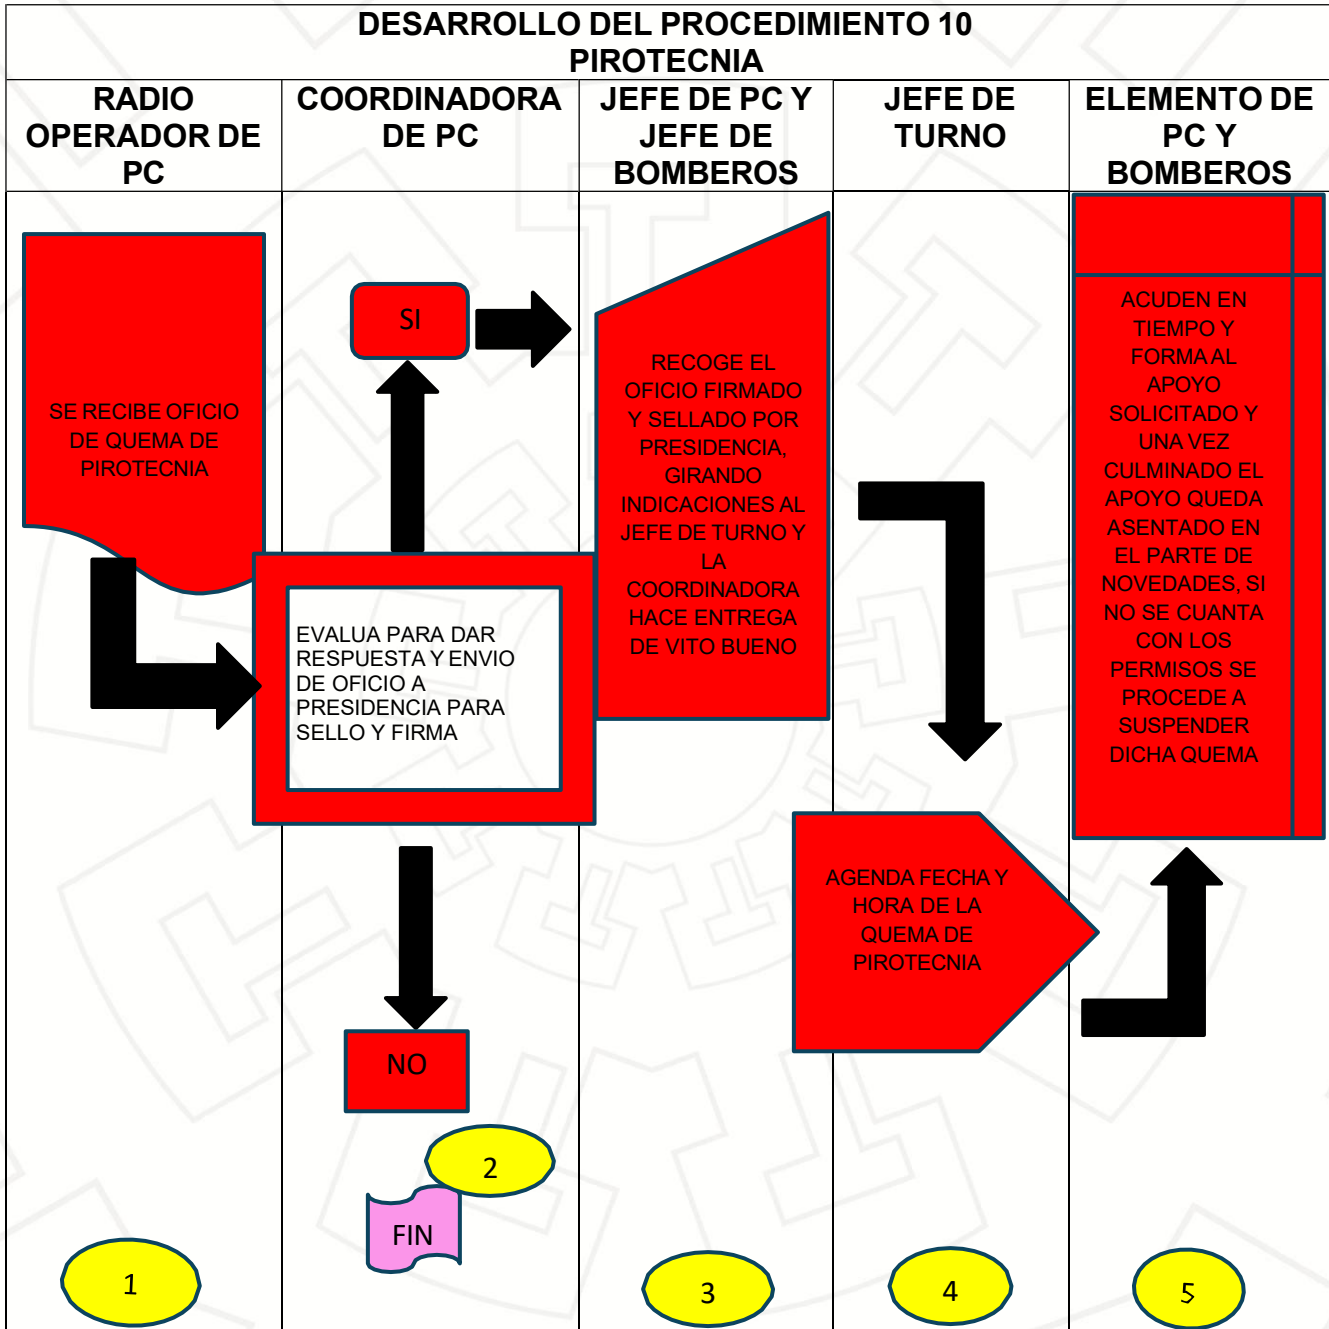 DESARROLLO DEL PROCEDIMIENTO 10
PIROTECNIA
RADIO
OPERADOR DE
PC
COORDINADORA
DE PC
JEFE DE PC Y
JEFE DE
BOMBEROS
JEFE DE
TURNO
ELEMENTO DE
PC Y
BOMBEROS
SE RECIBE OFICIO
DE QUEMA DE
PIROTECNIA
SI
EVALUA PARA DAR
RESPUESTA Y ENVIO
DE OFICIO A
PRESIDENCIA PARA
SELLO Y FIRMA
NO
2
FIN
RECOGE EL
OFICIO FIRMADO
Y SELLADO POR
PRESIDENCIA,
GIRANDO
INDICACIONES AL
JEFE DE TURNO Y
LA
COORDINADORA
HACE ENTREGA
DE VITO BUENO
AGENDA FECHA Y
HORA DE LA
QUEMA DE
PIROTECNIA
ACUDEN EN
TIEMPO Y
FORMA AL
APOYO
SOLICITADO Y
UNA VEZ
CULMINADO EL
APOYO QUEDA
ASENTADO EN
EL PARTE DE
NOVEDADES, SI
NO SE CUANTA
CON LOS
PERMISOS SE
PROCEDE A
SUSPENDER
DICHA QUEMA
1
3
4
5